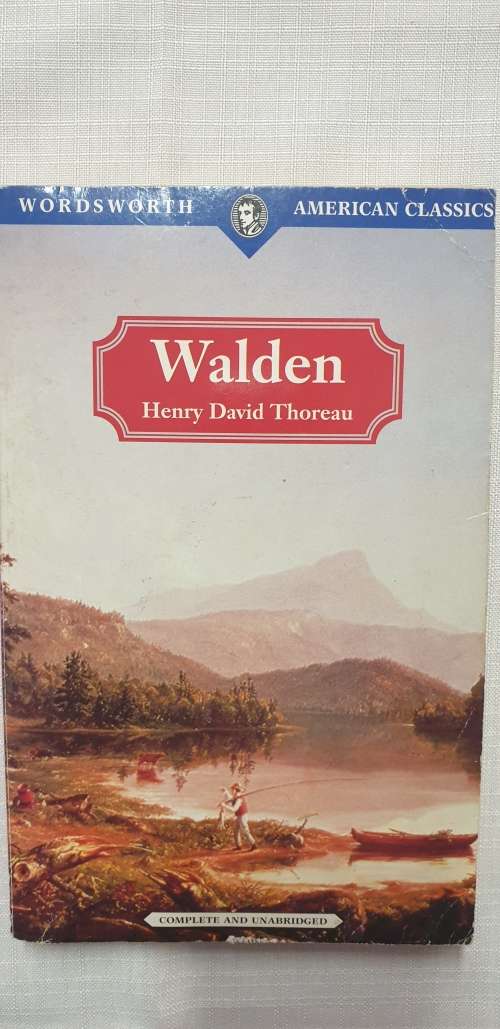 WORDSWORTH AMERICAN CLASSICS
Walden
Henry David Thoreau
COMPLETE AND UNABRIDGED